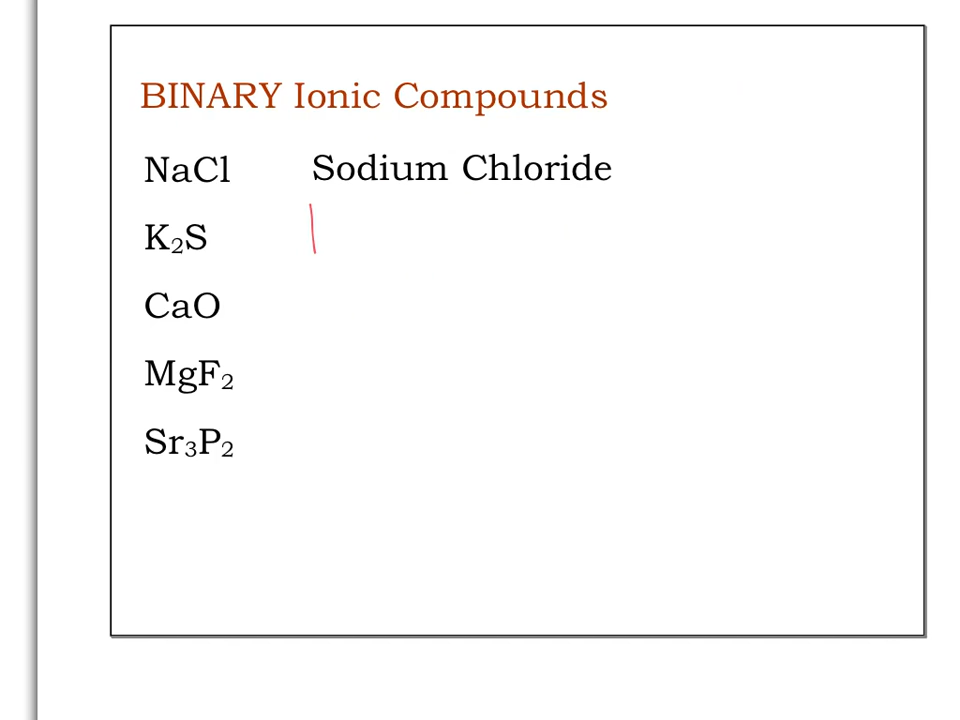 BINARY Ionic Compounds
NaCl Sodium Chloride
K₂S
CaO
MgF₂
Sr₃P₂